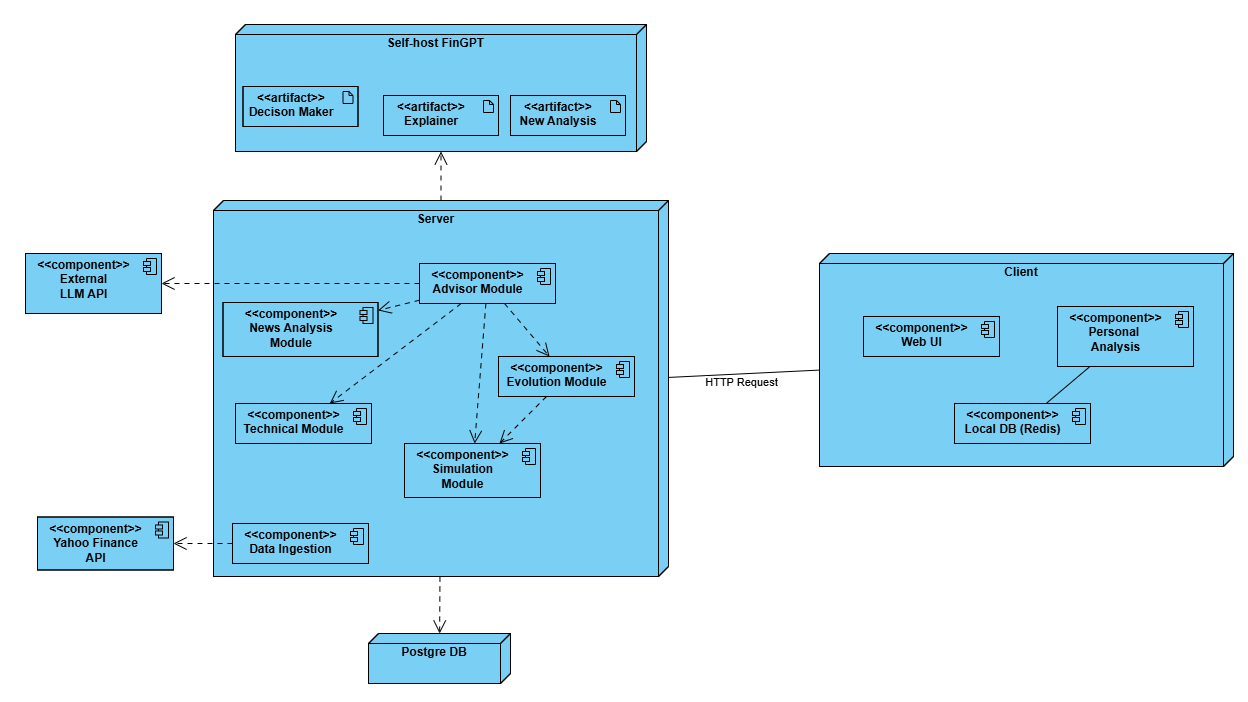 Self-host FinGPT
<<artifact>>
Decison Maker
<<artifact>>
Explainer
<<artifact>>
New Analysis
Server
<<component>>
External
LLM API
<<component>>
Advisor Module
<<component>>
News Analysis
Module
<<component>>
Evolution Module
<<component>>
Technical Module
<<component>>
Simulation
Module
<<component>>
Yahoo Finance
API
<<component>>
Data Ingestion
Postgre DB
HTTP Request
Client
<<component>>
Web UI
<<component>>
Personal
Analysis
<<component>>
Local DB (Redis)